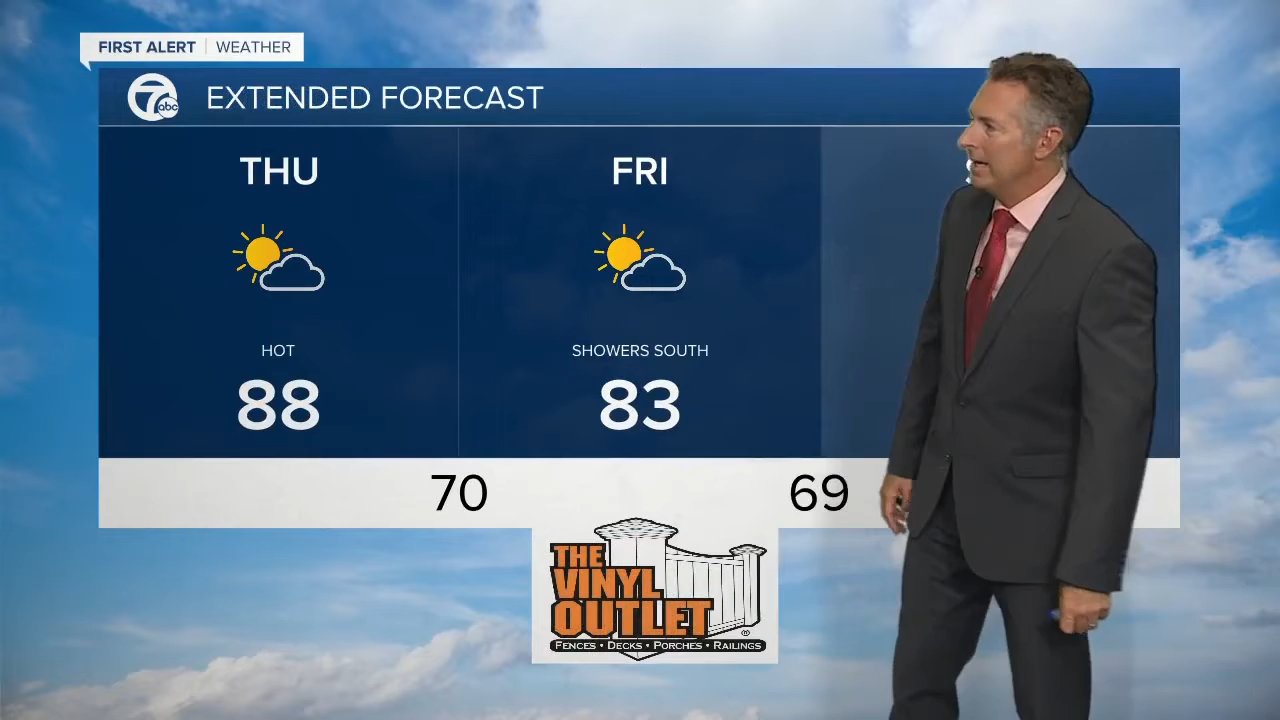 FIRST ALERT | WEATHER
7 abc EXTENDED FORECAST
THU FRI
HOT SHOWERS SOUTH
88 83
70 69
THE
VINYL
OUTLET®
FENCES • DECKS • PORCHES • RAILINGS